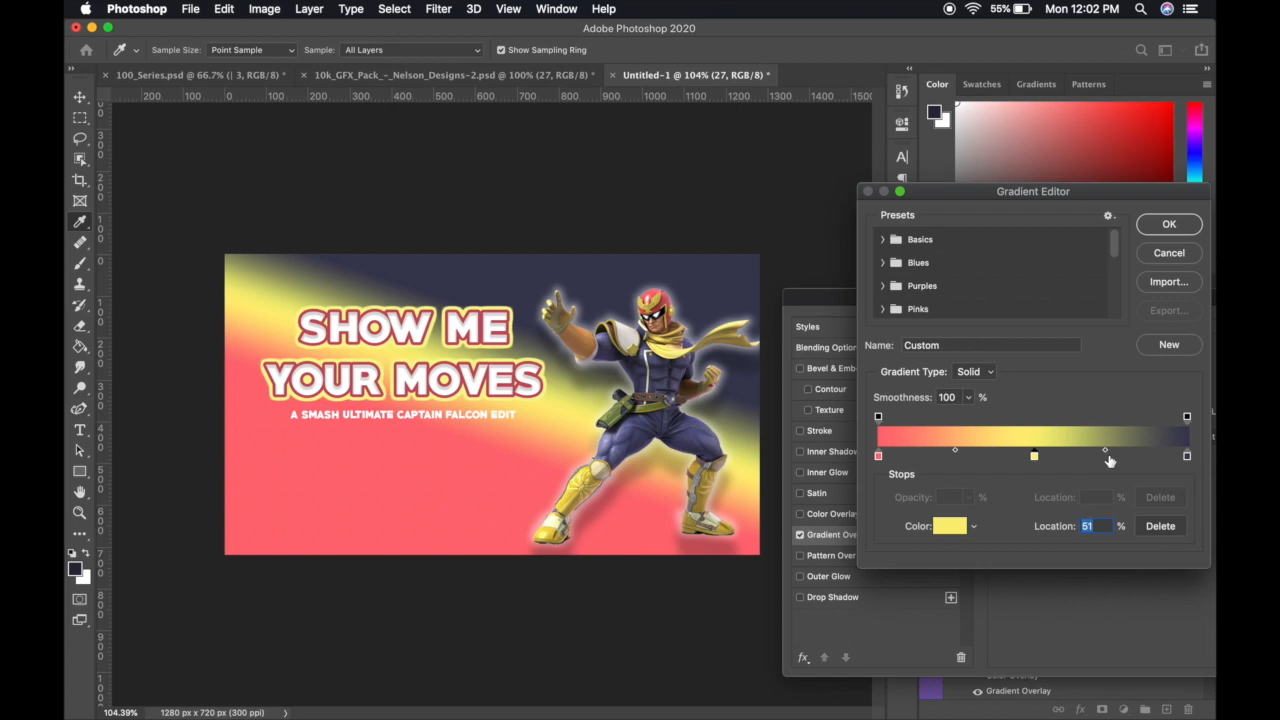 Photoshop File Edit Image Layer Type Select Filter 3D View Window Help 55% Mon 12:02 PM
Adobe Photoshop 2020
Sample Size: Point Sample Sample: All Layers Show Sampling Ring
100_Series.psd @ 66.7% (| 3, RGB/8) * 10k_GFX_Pack_-_Nelson_Designs-2.psd @ 100% (27, RGB/8) * Untitled-1 @ 104% (27, RGB/8) *
Color Swatches Gradients Patterns
200 100 0 100 200 300 400 500 600 700 800 900 1000 1100 1200 1300 1400 1500
Gradient Editor
Presets
OK
Basics
Cancel
Blues
Import...
Purples
Export...
Pinks
Name: Custom
New
Gradient Type: Solid
Smoothness: 100 %
Stops
Opacity: % Location: % Delete
Color: Location: 51 % Delete
Styles
Blending Option
Bevel & Emb
Contour
Texture
Stroke
Inner Shadow
Inner Glow
Satin
Color Overlay
Gradient Ove
Pattern Over
Outer Glow
Drop Shadow
fx
SHOW ME
YOUR MOVES
A SMASH ULTIMATE CAPTAIN FALCON EDIT
Gradient Overlay
fx
104.39% 1280 px x 720 px (300 ppi)